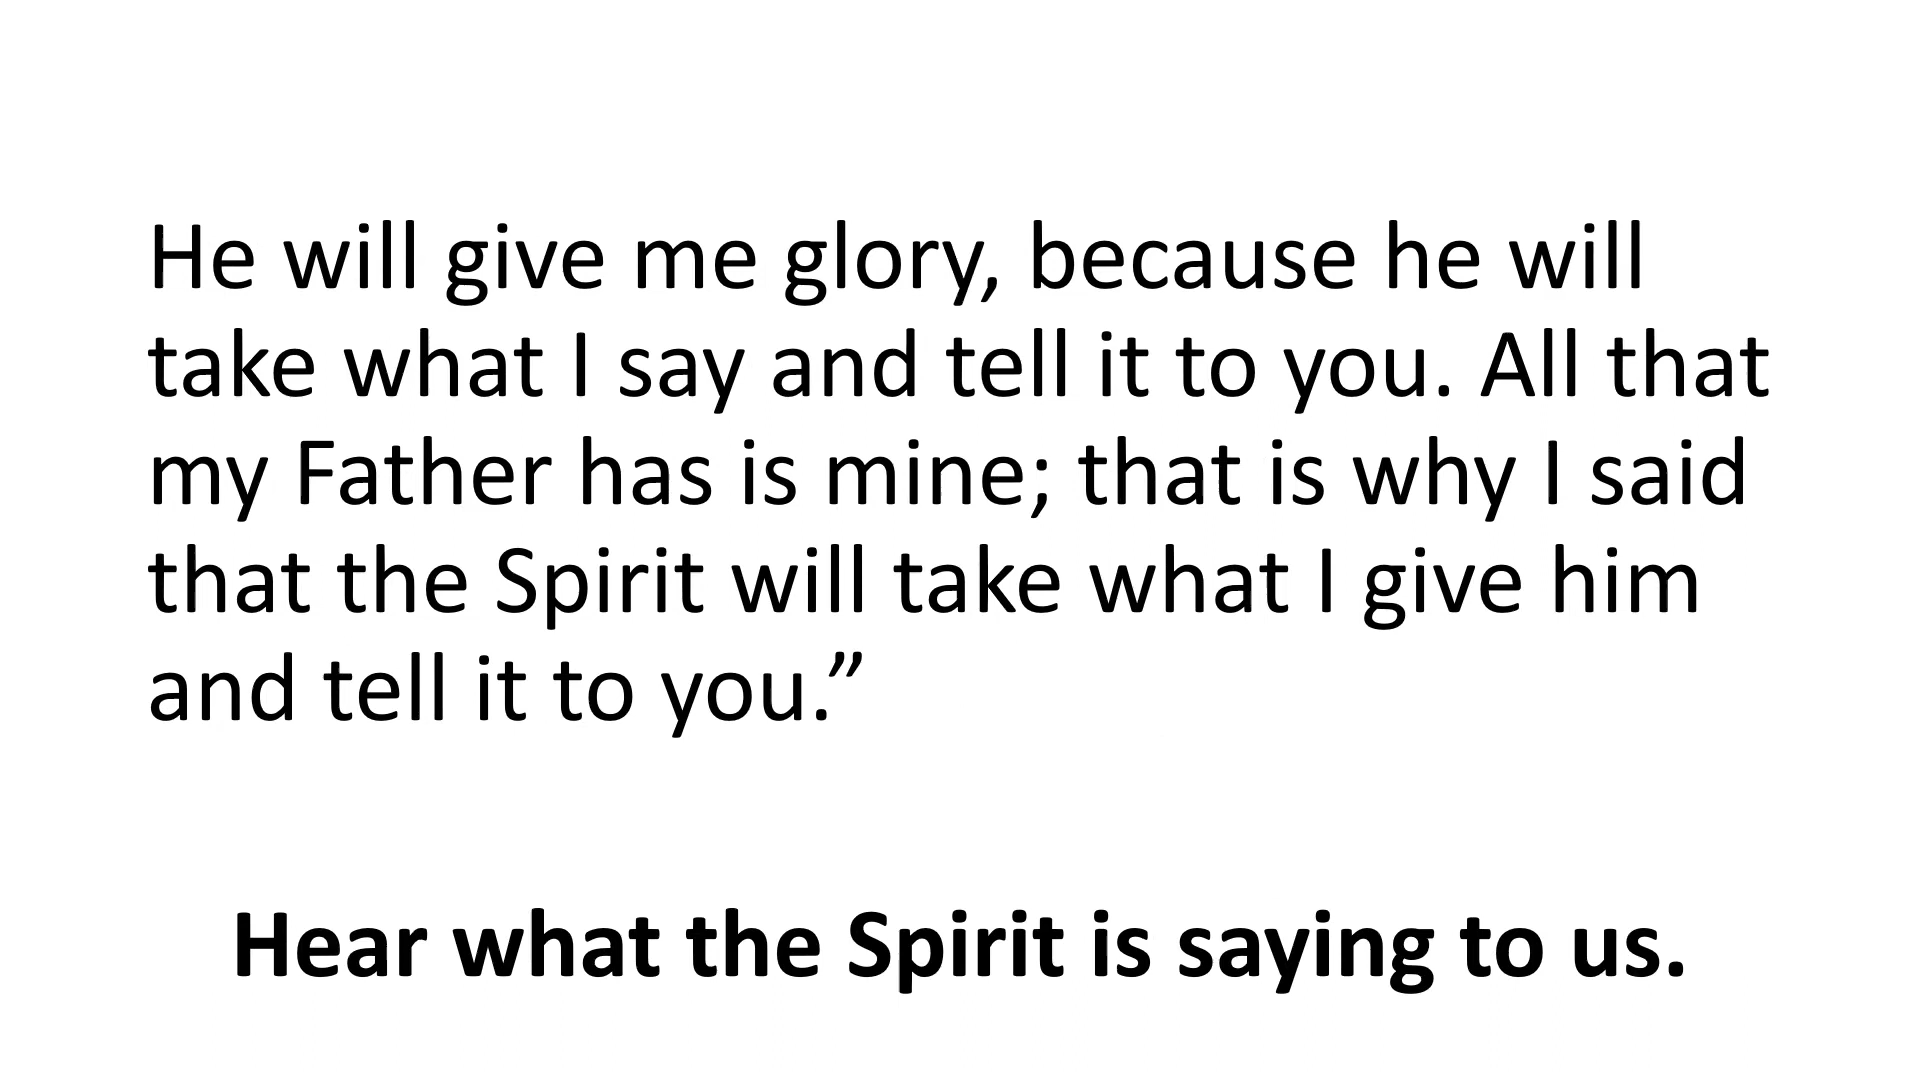 He will give me glory, because he will
take what I say and tell it to you. All that
my Father has is mine; that is why I said
that the Spirit will take what I give him
and tell it to you.”
Hear what the Spirit is saying to us.